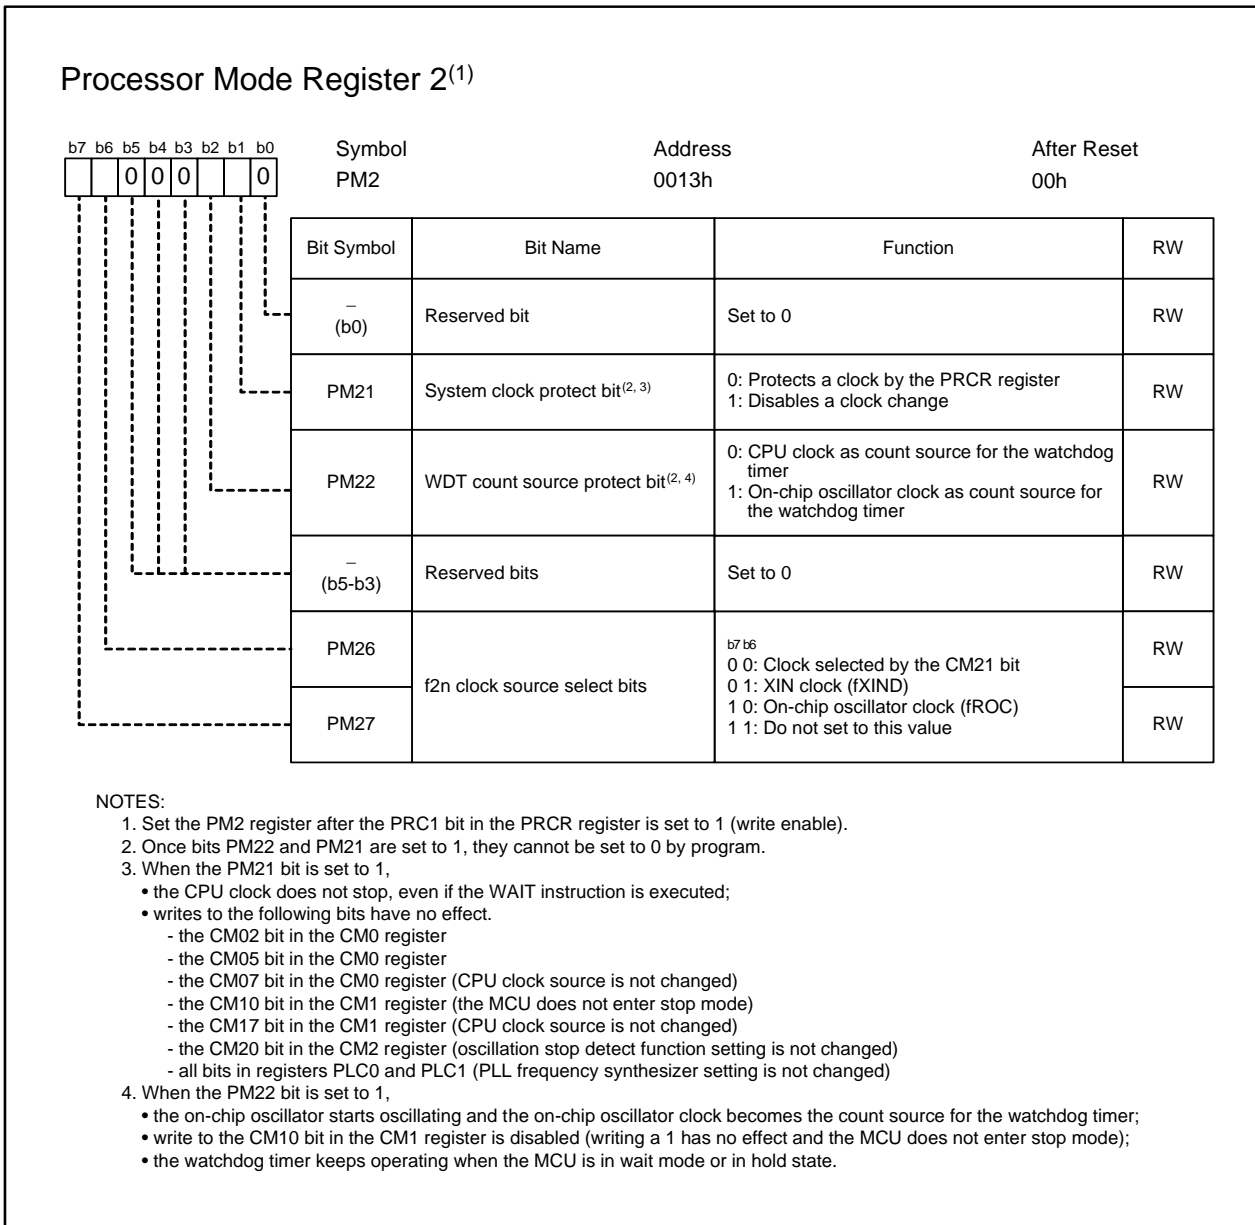 Processor Mode Register 2(1)
b7 b6 b5 b4 b3 b2 b1 b0
0 0 0 0
Symbol Address After Reset
PM2 0013h 00h
Bit Symbol Bit Name Function RW
–
(b0) Reserved bit Set to 0 RW
PM21 System clock protect bit(2, 3) 0: Protects a clock by the PRCR register
1: Disables a clock change RW
PM22 WDT count source protect bit(2, 4) 0: CPU clock as count source for the watchdog
timer
1: On-chip oscillator clock as count source for
the watchdog timer RW
–
(b5-b3) Reserved bits Set to 0 RW
PM26 RW
f2n clock source select bits
b7 b6
0 0: Clock selected by the CM21 bit
0 1: XIN clock (fXIND)
1 0: On-chip oscillator clock (fROC)
1 1: Do not set to this value
PM27 RW
NOTES:
1. Set the PM2 register after the PRC1 bit in the PRCR register is set to 1 (write enable).
2. Once bits PM22 and PM21 are set to 1, they cannot be set to 0 by program.
3. When the PM21 bit is set to 1,
• the CPU clock does not stop, even if the WAIT instruction is executed;
• writes to the following bits have no effect.
- the CM02 bit in the CM0 register
- the CM05 bit in the CM0 register
- the CM07 bit in the CM0 register (CPU clock source is not changed)
- the CM10 bit in the CM1 register (the MCU does not enter stop mode)
- the CM17 bit in the CM1 register (CPU clock source is not changed)
- the CM20 bit in the CM2 register (oscillation stop detect function setting is not changed)
- all bits in registers PLC0 and PLC1 (PLL frequency synthesizer setting is not changed)
4. When the PM22 bit is set to 1,
• the on-chip oscillator starts oscillating and the on-chip oscillator clock becomes the count source for the watchdog timer;
• write to the CM10 bit in the CM1 register is disabled (writing a 1 has no effect and the MCU does not enter stop mode);
• the watchdog timer keeps operating when the MCU is in wait mode or in hold state.